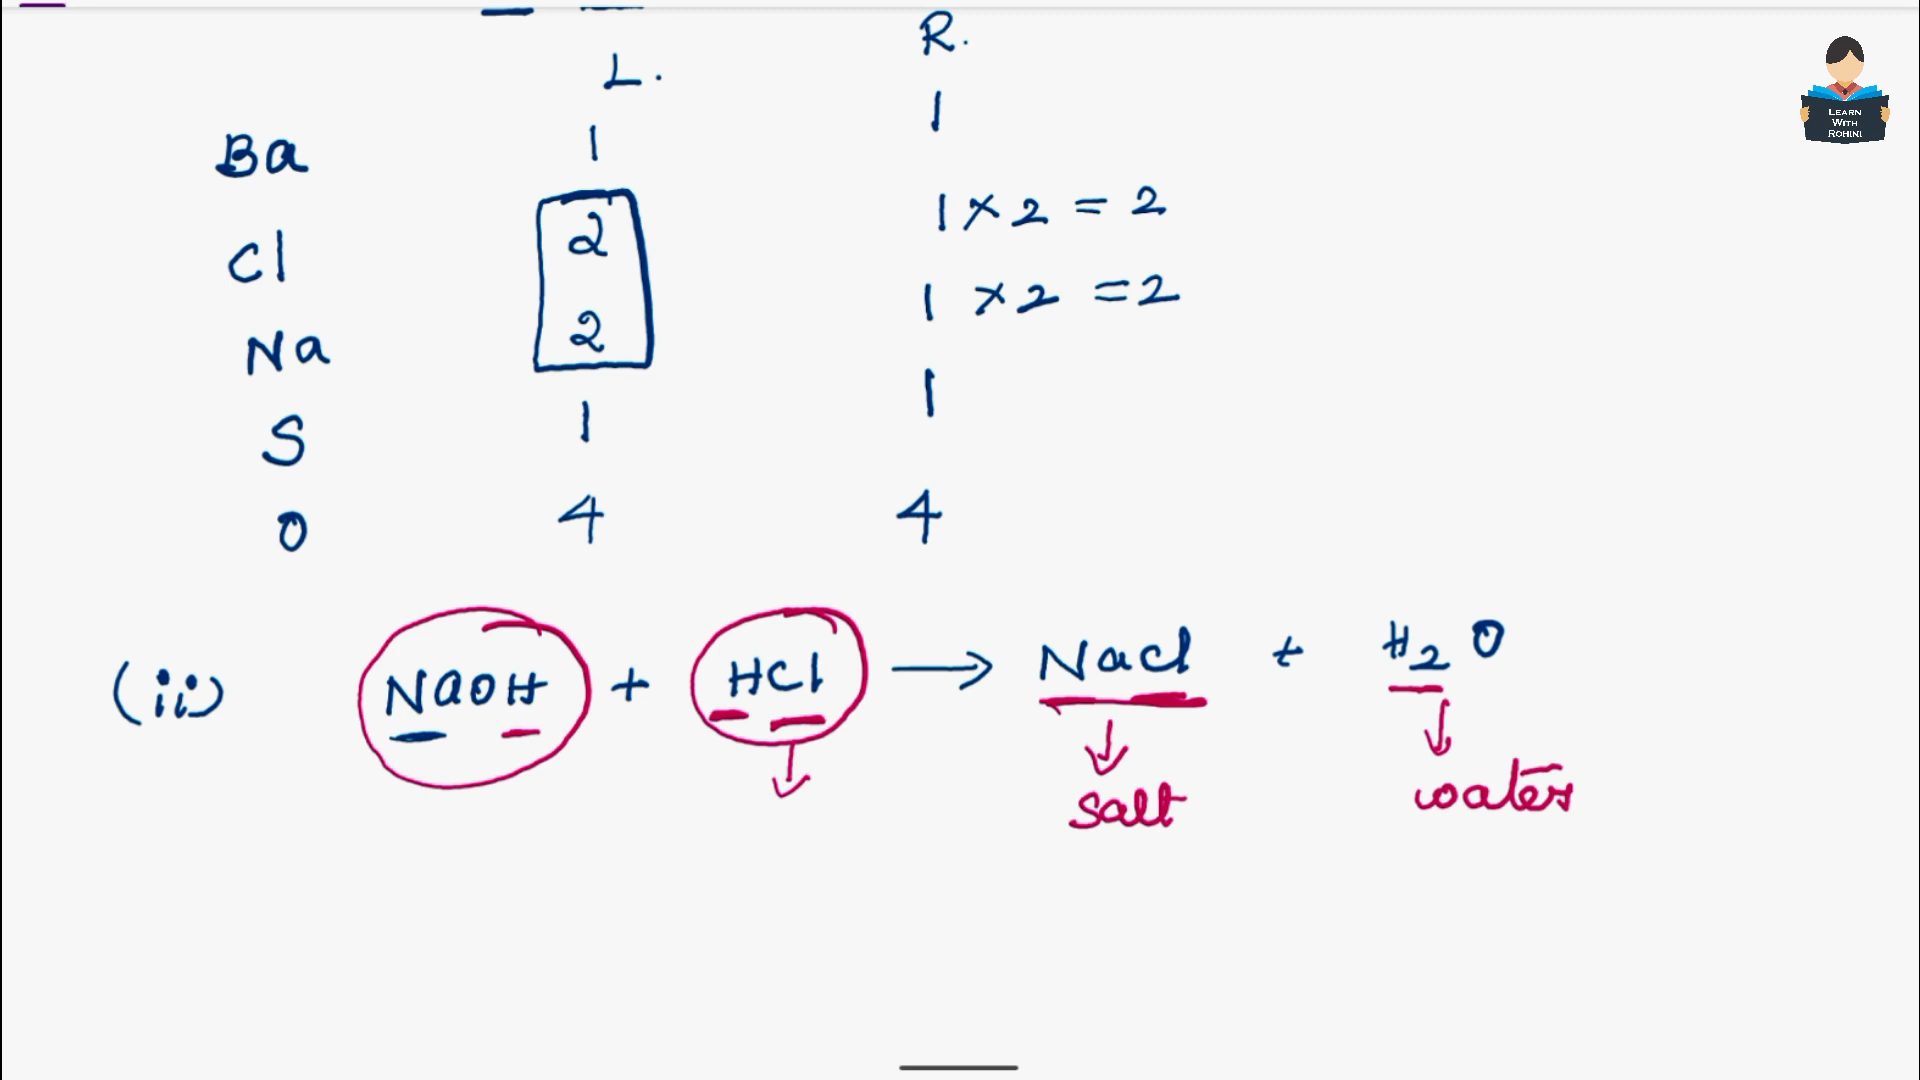 L. R.
Ba 1 1
Cl 2 1 × 2 = 2
Na 2 1 × 2 = 2
S 1 1
O 4 4
(ii) NaOH + HCl → NaCl + H₂O
salt water
LEARN
WITH
ROHINI